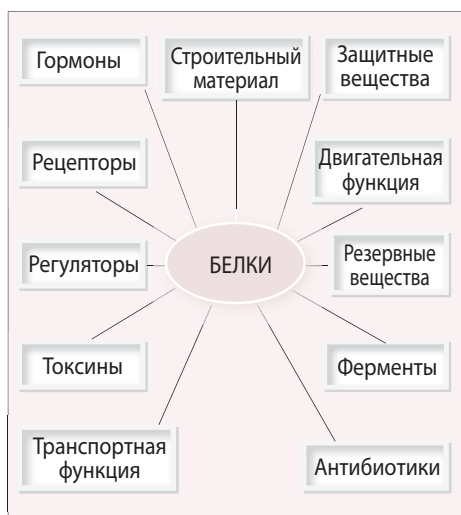 Гормоны
Строительный
материал
Защитные
вещества
Рецепторы
Двигательная
функция
Регуляторы
БЕЛКИ
Резервные
вещества
Токсины
Ферменты
Транспортная
функция
Антибиотики